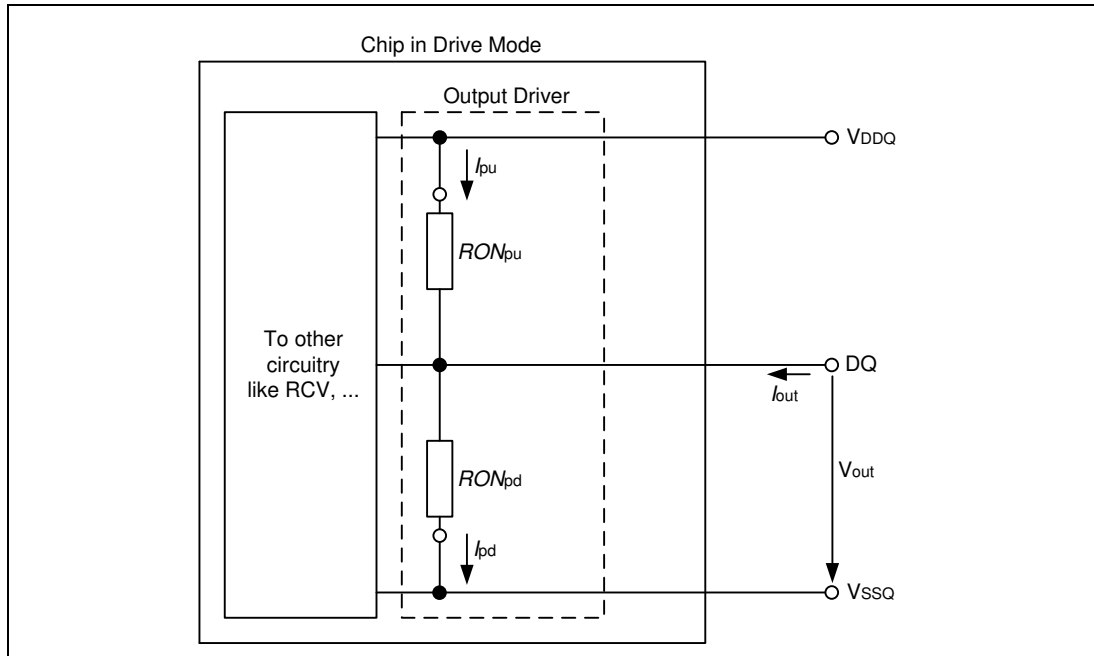 Chip in Drive Mode
Output Driver
VDDQ
Ipu
RONpu
To other
circuitry
like RCV, ...
DQ
Iout
RONpd
Vout
Ipd
VSSQ